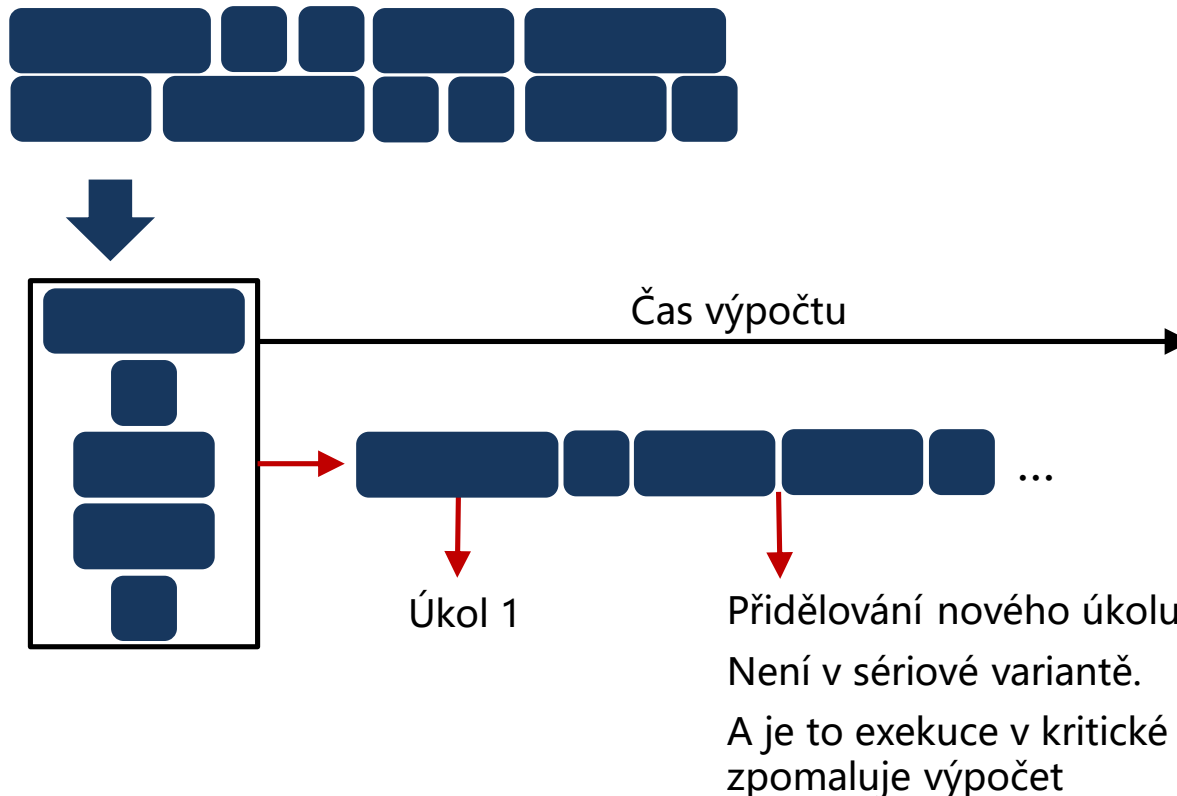 Čas výpočtu
...
Úkol 1
Přidělování nového úkolu
Není v sériové variantě.
A je to exekuce v kritické
zpomaluje výpočet